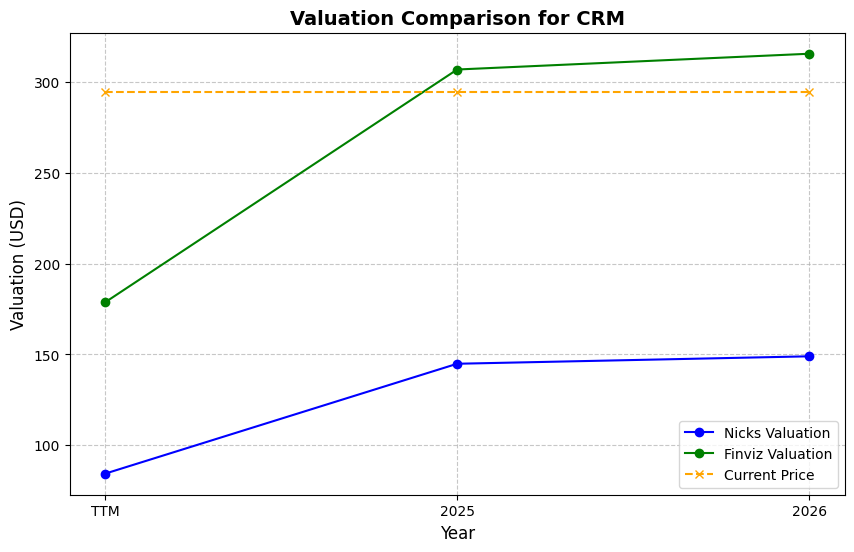 Valuation Comparison for CRM
Valuation (USD)
300
250
200
150
100
TTM
2025
2026
Year
Nicks Valuation
Finviz Valuation
Current Price